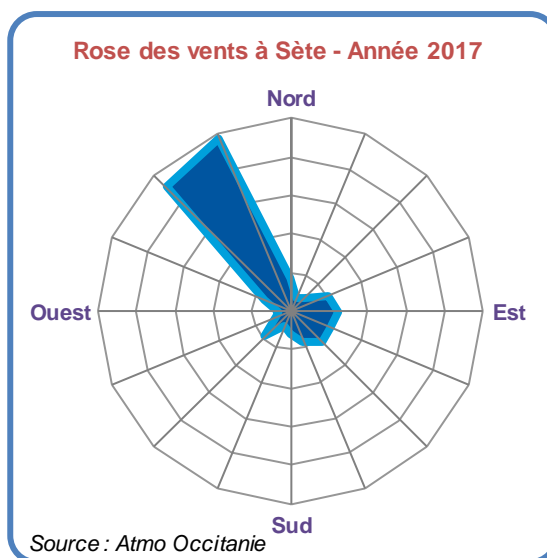 Rose des vents à Sète - Année 2017
Nord
Ouest
Est
Sud
Source : Atmo Occitanie